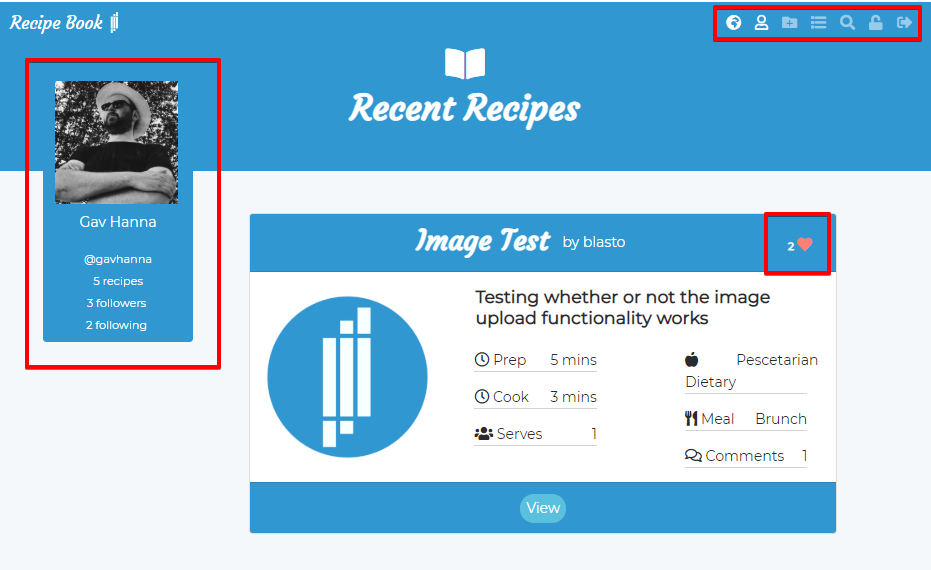 Recipe Book
Recent Recipes
Gav Hanna
@gavhanna
5 recipes
3 followers
2 following
Image Test by blasto
2
Testing whether or not the image
upload functionality works
Prep 5 mins
Cook 3 mins
Serves 1
Pescetarian
Dietary
Meal Brunch
Comments 1
View